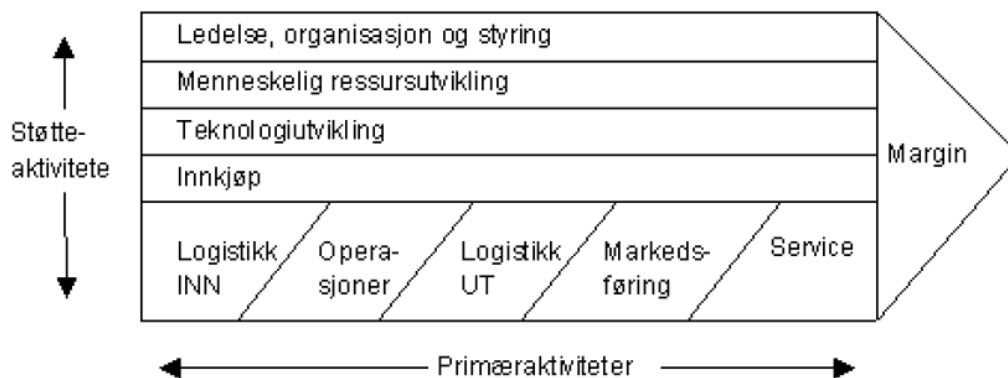 Ledelse, organisasjon og styring
Menneskelig ressursutvikling
Teknologiutvikling
Innkjøp
Støtte-
aktivitete
Margin
Logistikk
INN
Opera-
sjoner
Logistikk
UT
Markeds-
føring
Service
Primæraktiviteter